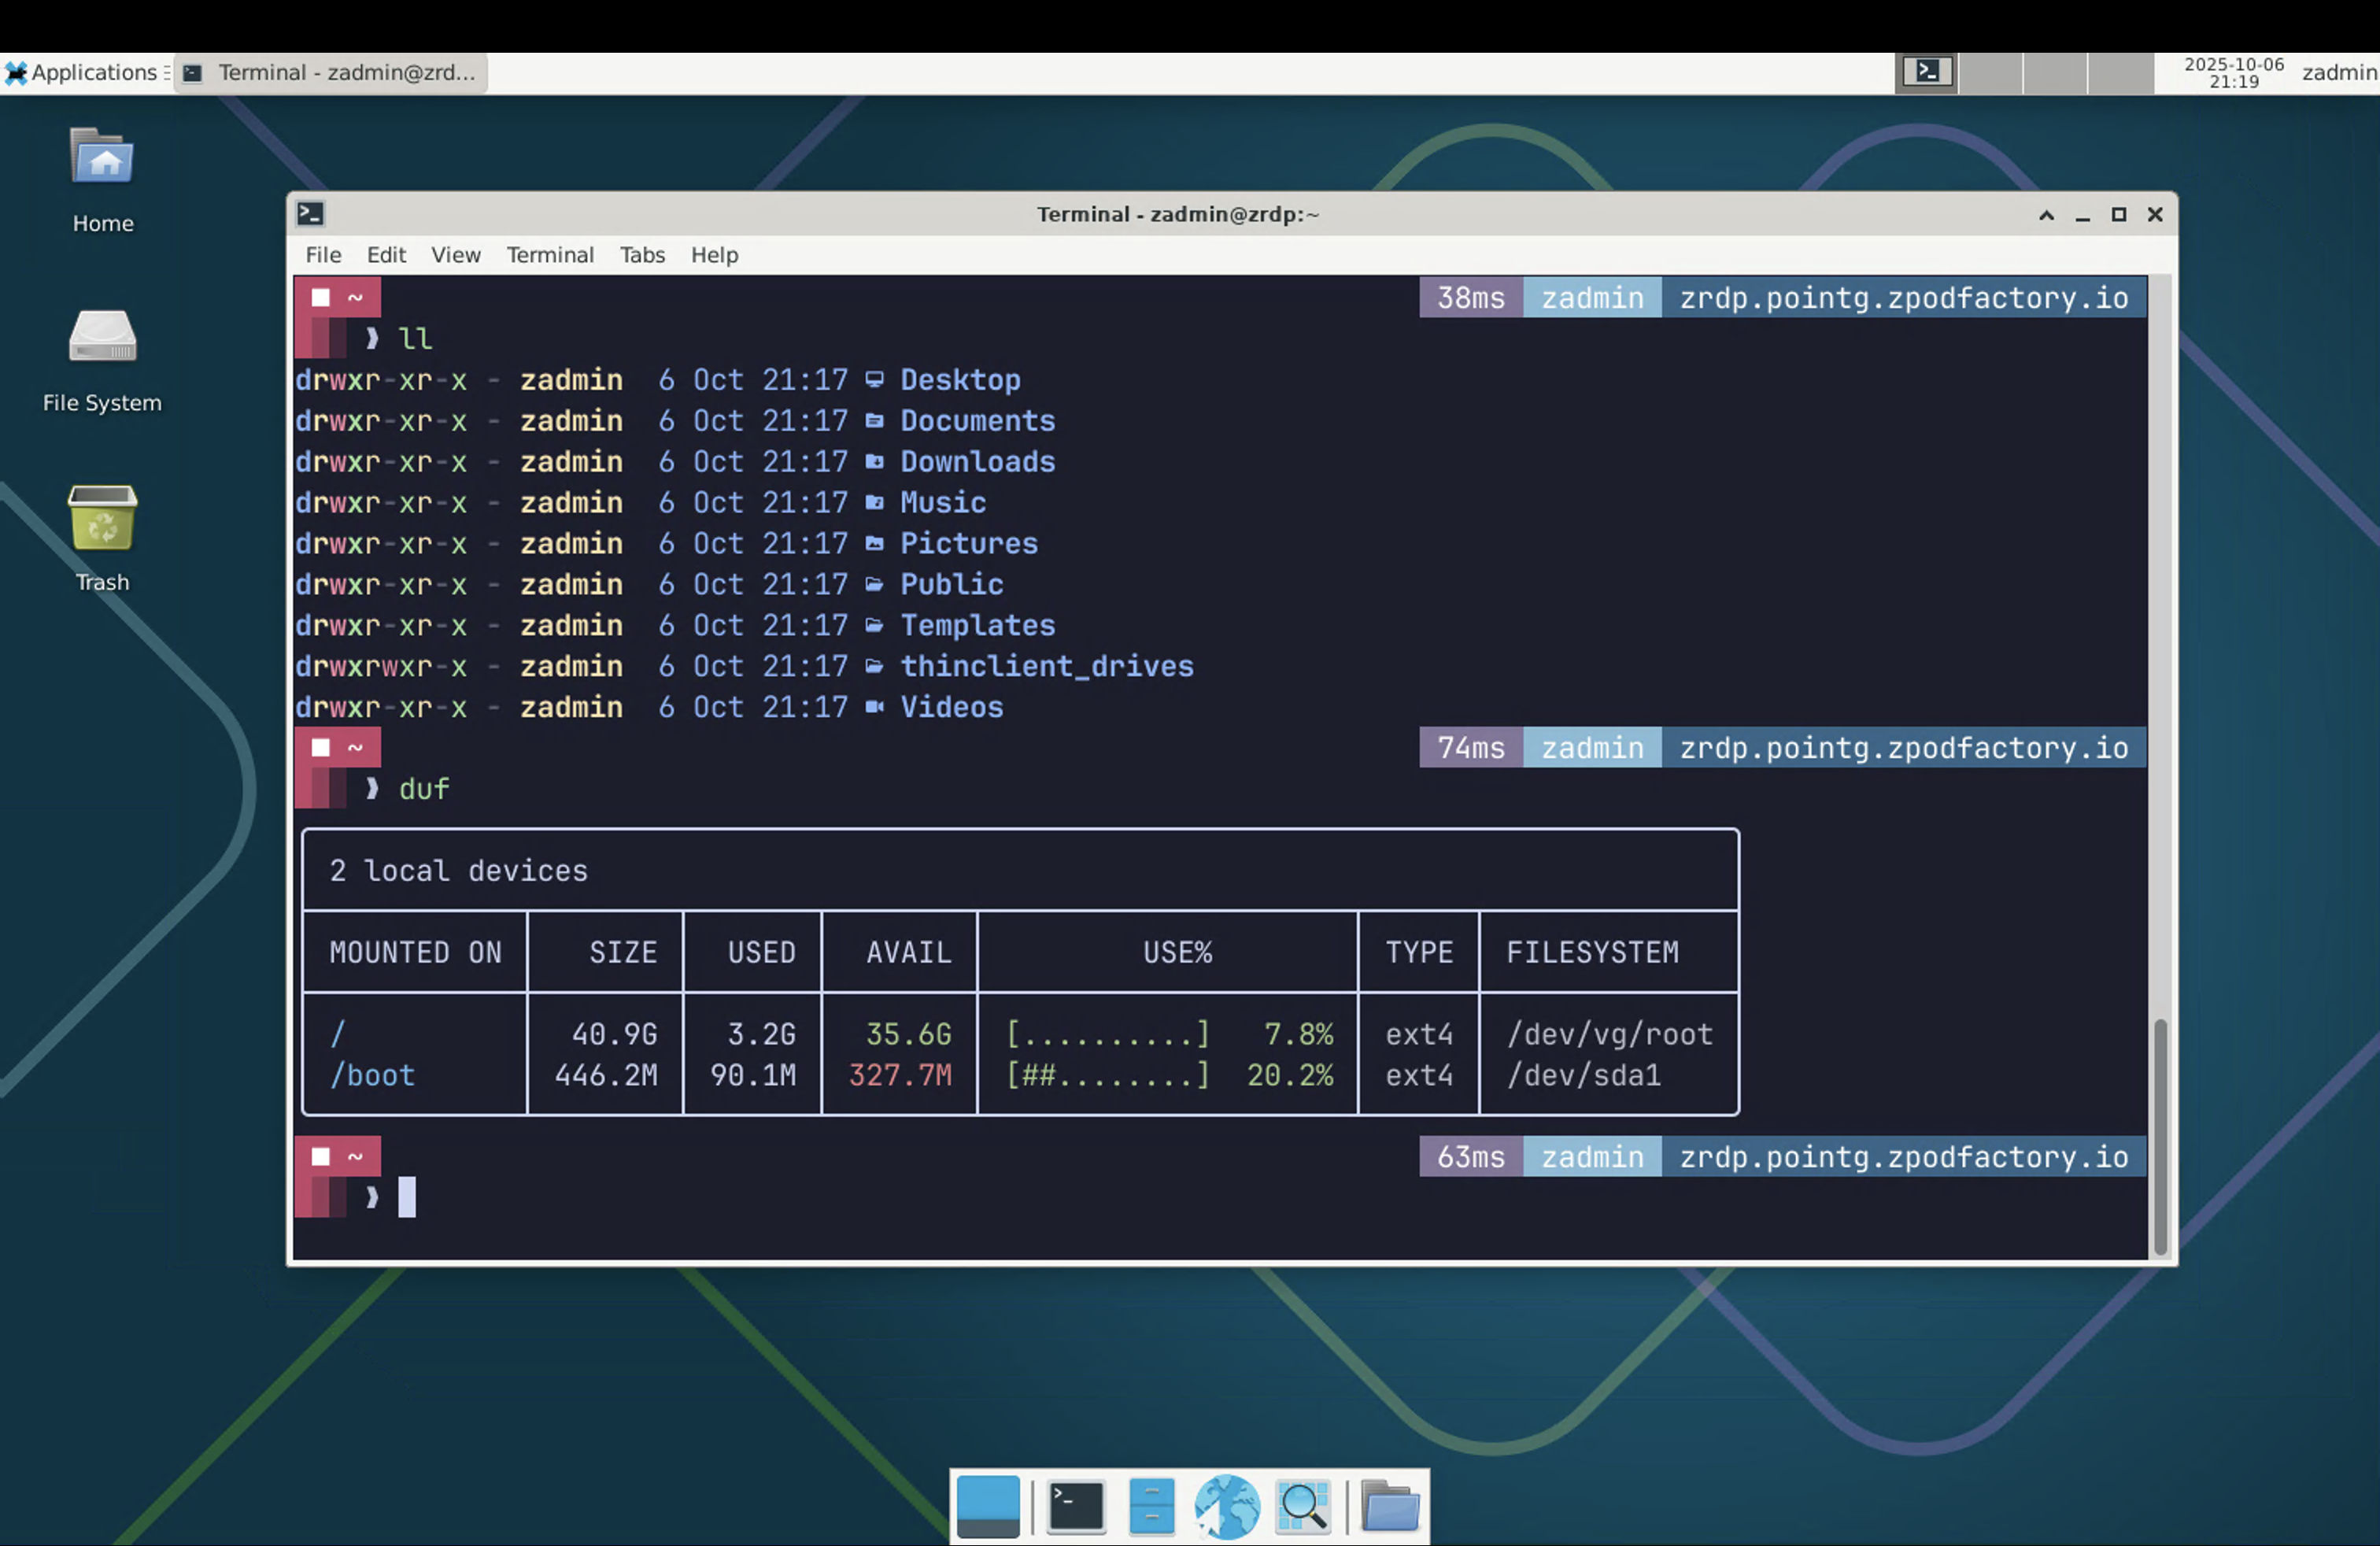 Applications Terminal - zadmin@zrd... 2025-10-06 21:19 zadmin
Home
File System
Trash
Terminal - zadmin@zrdp:~
File Edit View Terminal Tabs Help
~ 38ms zadmin zrdp.pointg.zpodfactory.io
❱ ll
drwxr-xr-x - zadmin 6 Oct 21:17 Desktop
drwxr-xr-x - zadmin 6 Oct 21:17 Documents
drwxr-xr-x - zadmin 6 Oct 21:17 Downloads
drwxr-xr-x - zadmin 6 Oct 21:17 Music
drwxr-xr-x - zadmin 6 Oct 21:17 Pictures
drwxr-xr-x - zadmin 6 Oct 21:17 Public
drwxr-xr-x - zadmin 6 Oct 21:17 Templates
drwxrwxr-x - zadmin 6 Oct 21:17 thinclient_drives
drwxr-xr-x - zadmin 6 Oct 21:17 Videos
~ 74ms zadmin zrdp.pointg.zpodfactory.io
❱ duf
2 local devices
MOUNTED ON SIZE USED AVAIL USE% TYPE FILESYSTEM
/ 40.9G 3.2G 35.6G [..........] 7.8% ext4 /dev/vg/root
/boot 446.2M 90.1M 327.7M [##........] 20.2% ext4 /dev/sda1
~ 63ms zadmin zrdp.pointg.zpodfactory.io
❱